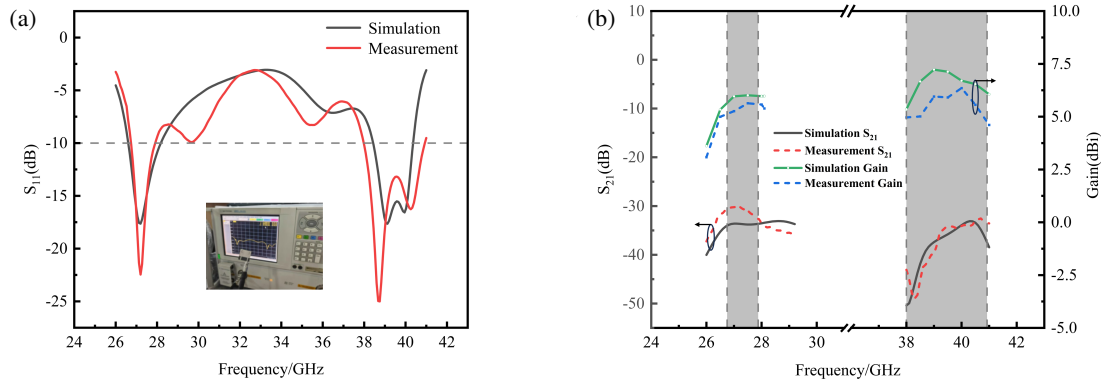 (a)
0
-5
-10
-15
-20
-25
S11(dB)
24 26 28 30 32 34 36 38 40 42
Frequency/GHz
Simulation
Measurement
(b)
10
0
-10
-20
-30
-40
-50
S21(dB)
24 26 28 30 38 40
Frequency/GHz
10.0
7.5
5.0
2.5
0.0
-2.5
-5.0
Gain(dBi)
Simulation S21
Measurement S21
Simulation Gain
Measurement Gain